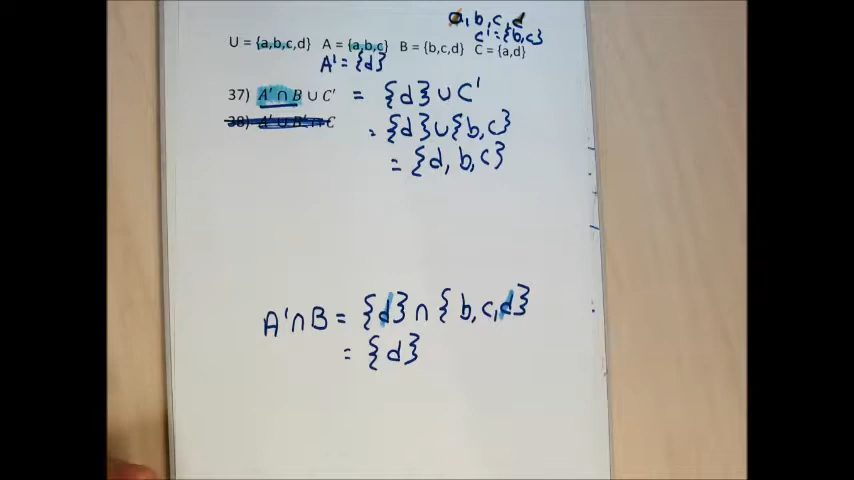 a, b, c, d
C' = {b,c}
U = {a,b,c,d} A = {a,b,c} B = {b,c,d} C = {a,d}
A' = {d}
37) A' ∩ B ∪ C' = {d} ∪ C'
38) A' ∪ B' ∩ C = {d} ∪ {b,c}
= {d, b, c}
A' ∩ B = {d} ∩ {b, c, d}
= {d}